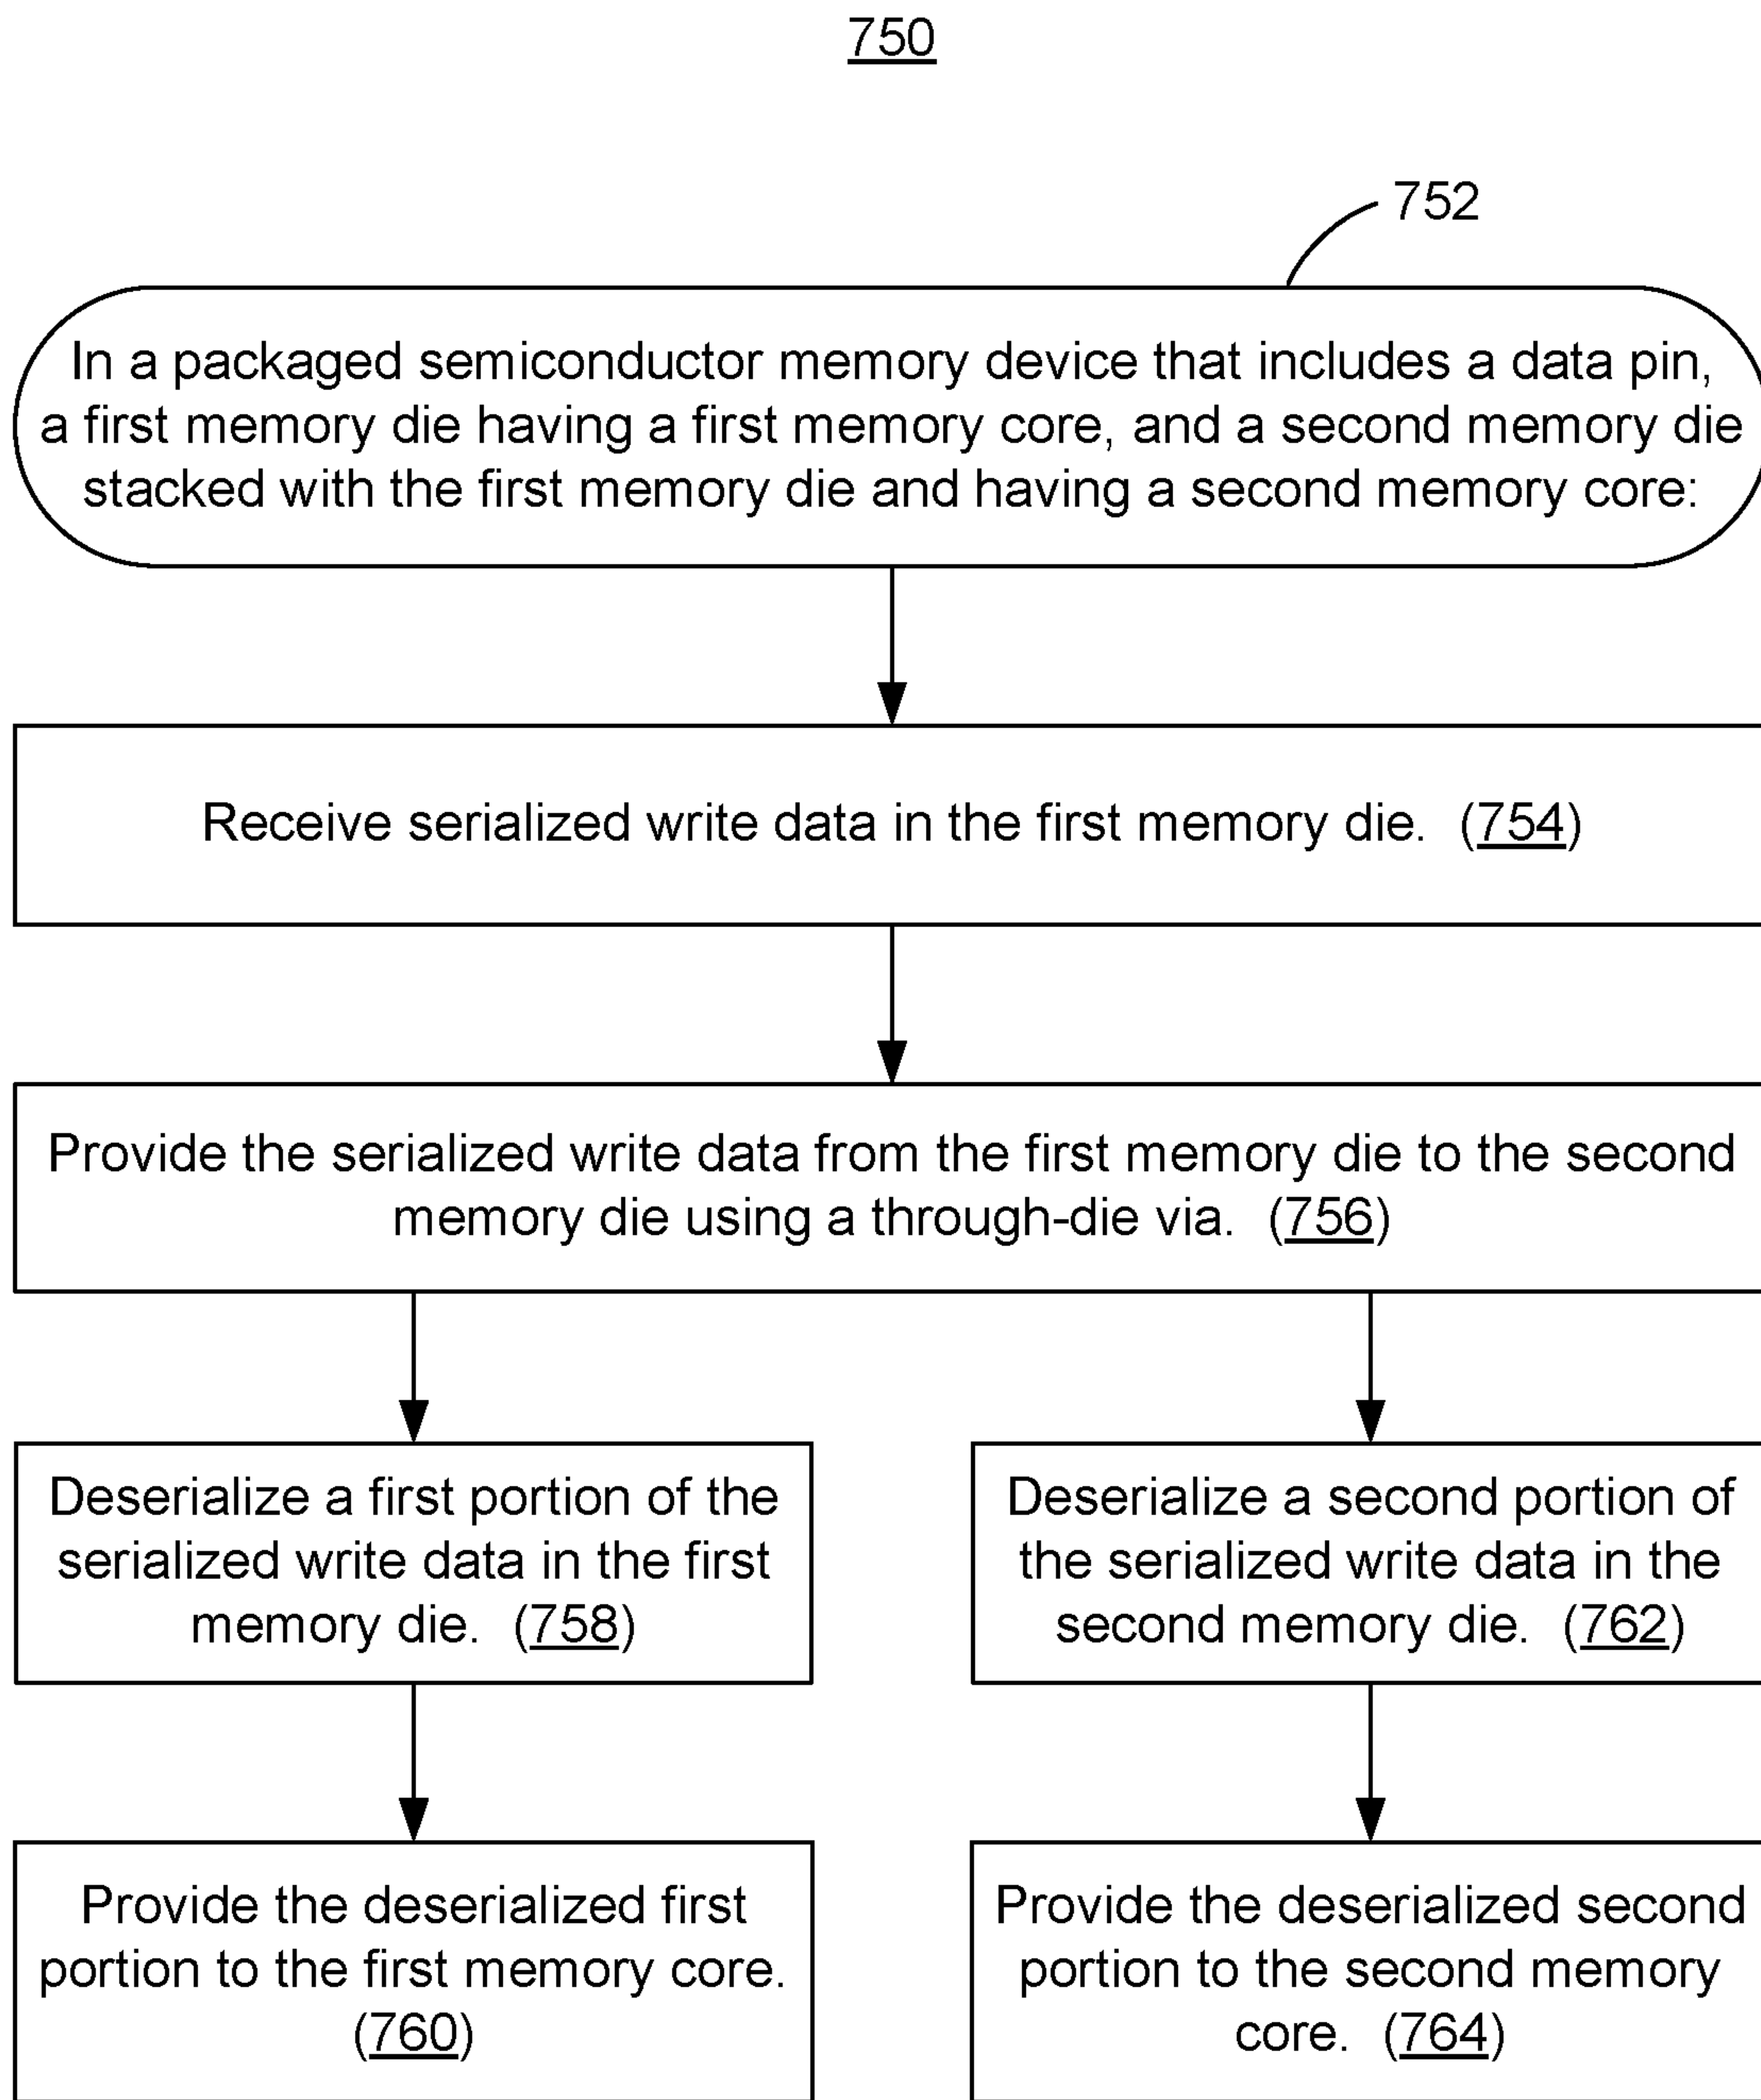 750
752
In a packaged semiconductor memory device that includes a data pin,
a first memory die having a first memory core, and a second memory die
stacked with the first memory die and having a second memory core:
Receive serialized write data in the first memory die. (754)
Provide the serialized write data from the first memory die to the second
memory die using a through-die via. (756)
Deserialize a first portion of the
serialized write data in the first
memory die. (758)
Deserialize a second portion of
the serialized write data in the
second memory die. (762)
Provide the deserialized first
portion to the first memory core.
(760)
Provide the deserialized second
portion to the second memory
core. (764)